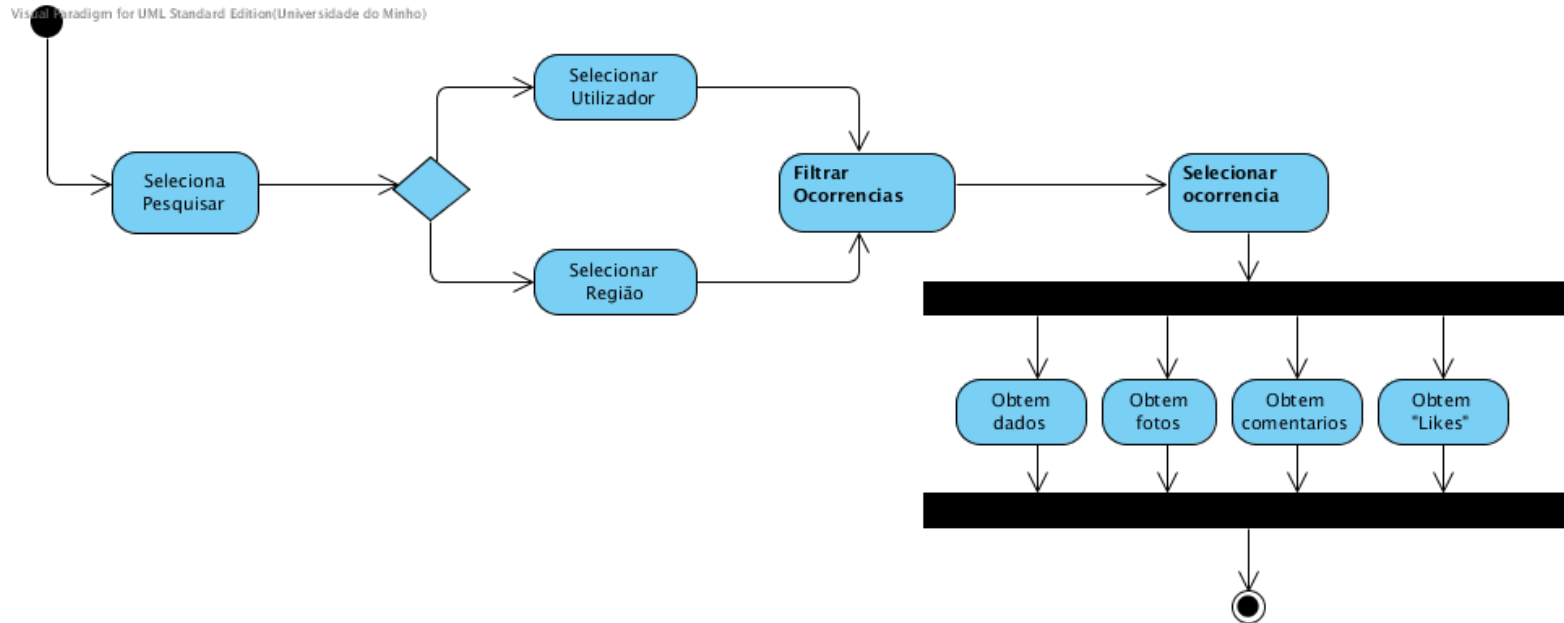 Visual Paradigm for UML Standard Edition(Universidade do Minho)
Selecionar
Utilizador
Seleciona
Pesquisar
Filtrar
Ocorrencias
Selecionar
ocorrencia
Selecionar
Região
Obtem
dados
Obtem
fotos
Obtem
comentarios
Obtem
"Likes"